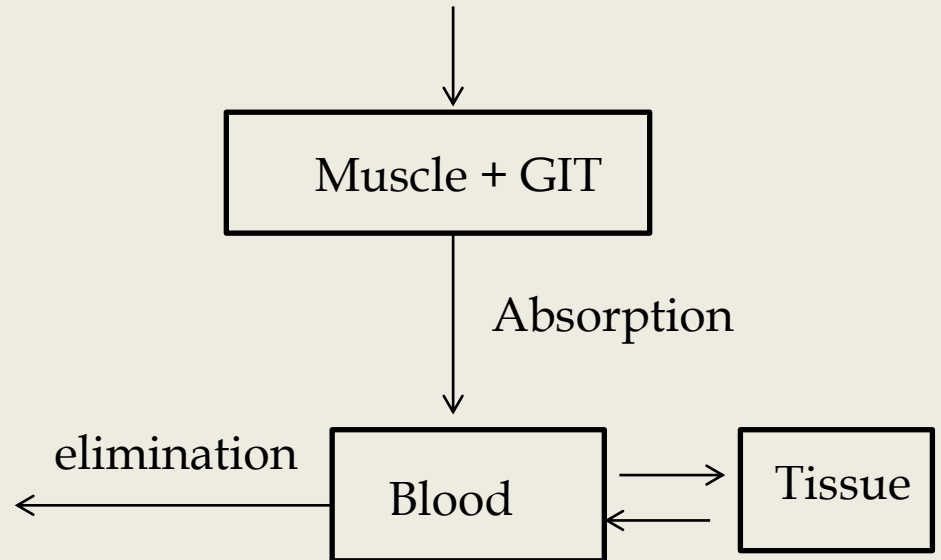 Muscle + GIT
Absorption
elimination
Blood
Tissue